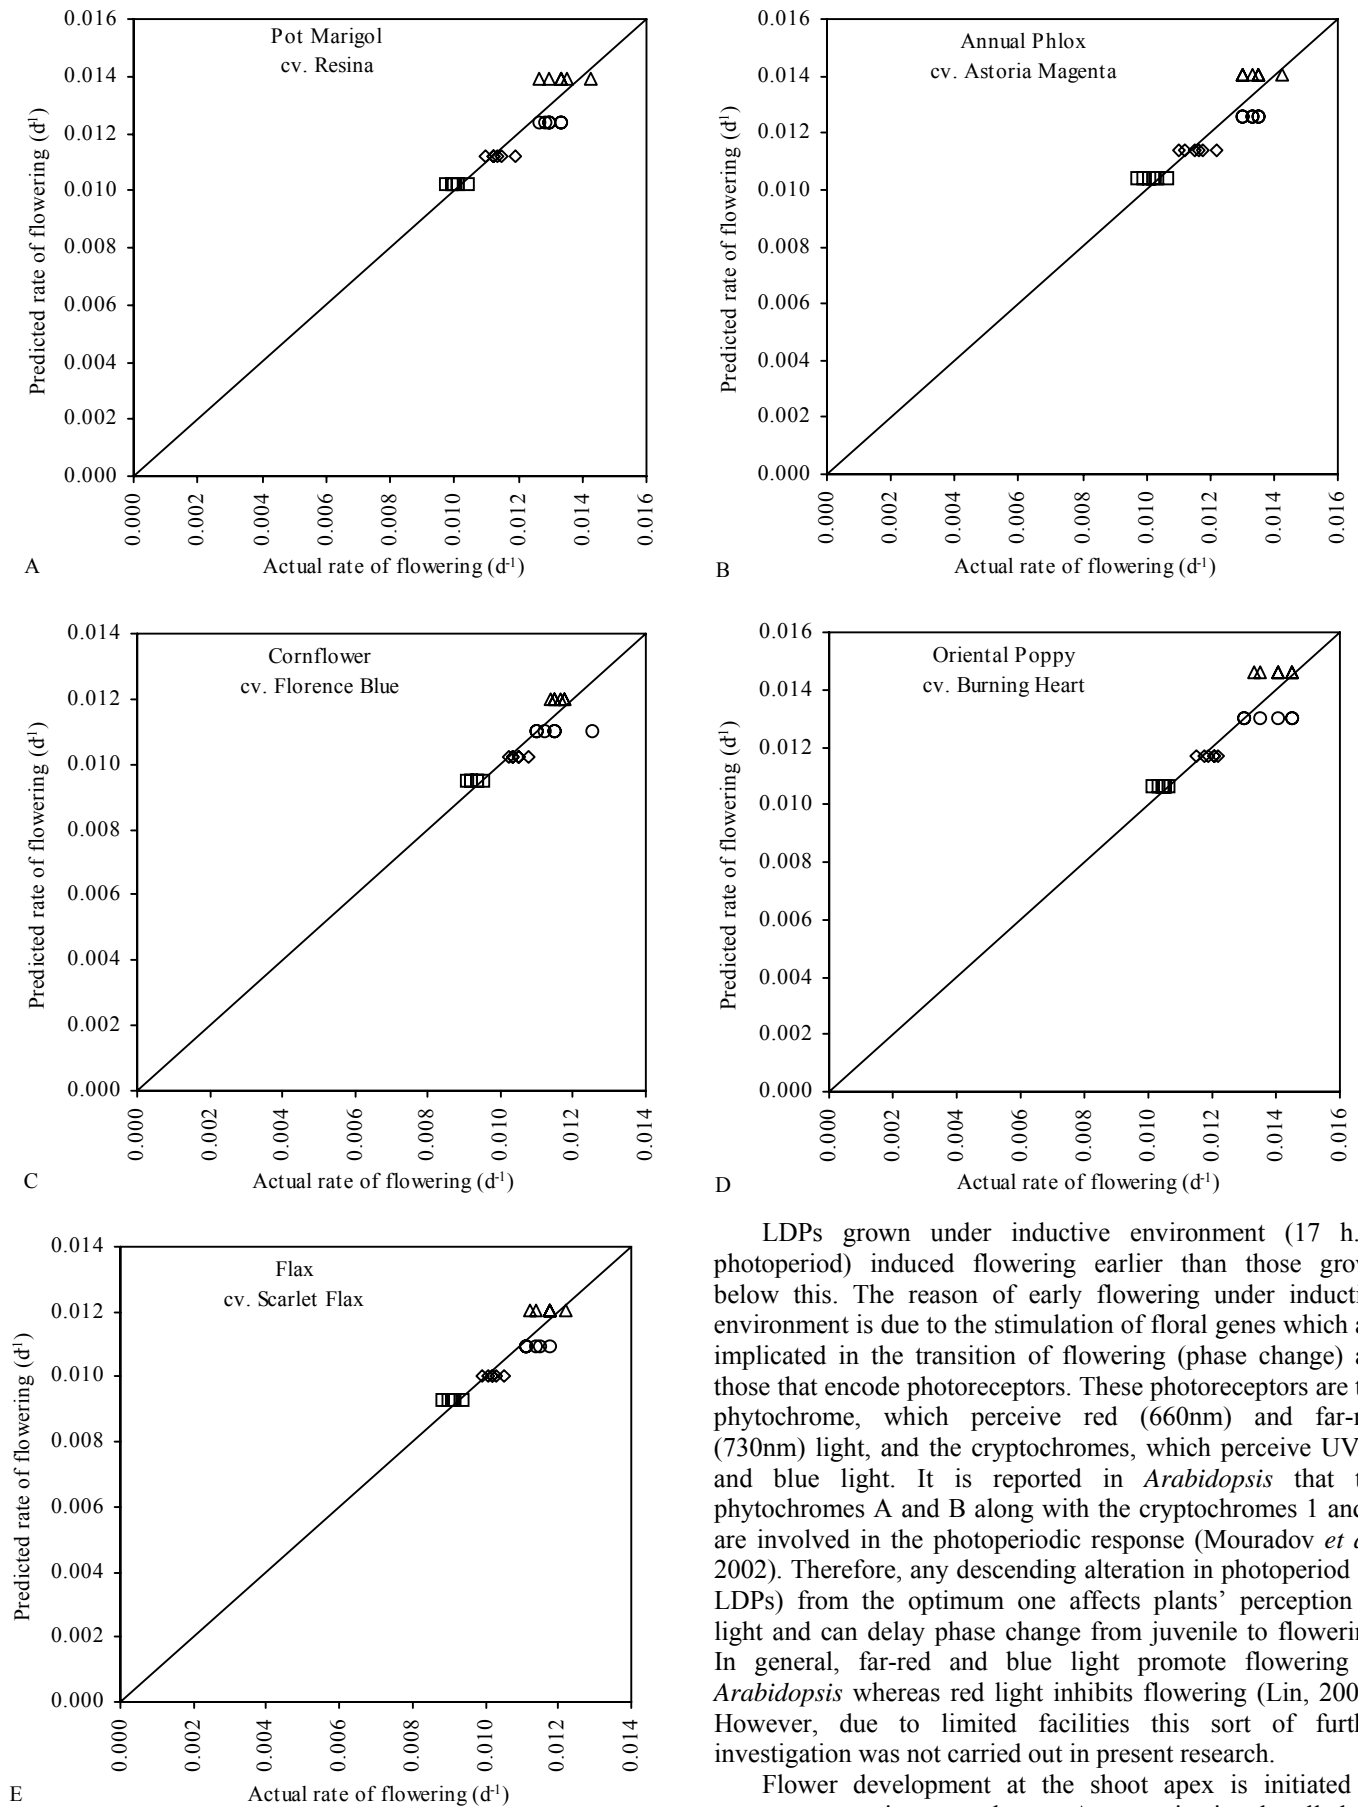 Pot Marigol
cv. Resina
Predicted rate of flowering (d¹)
0.016
0.014
0.012
0.010
0.008
0.006
0.004
0.002
0.000
0.000
0.002
0.004
0.006
0.008
0.010
0.012
0.014
0.016
A
Actual rate of flowering (d-1)
Annual Phlox
cv. Astoria Magenta
Predicted rate of flowering (d¹)
0.016
0.014
0.012
0.010
0.008
0.006
0.004
0.002
0.000
0.000
0.002
0.004
0.006
0.008
0.010
0.012
0.014
0.016
B
Actual rate of flowering (d-1)
Cornflower
cv. Florence Blue
Predicted rate of flowering (d¹)
0.014
0.012
0.010
0.008
0.006
0.004
0.002
0.000
0.000
0.002
0.004
0.006
0.008
0.010
0.012
0.014
C
Actual rate of flowering (d-1)
Oriental Poppy
cv. Burning Heart
Predicted rate of flowering (d¹)
0.016
0.014
0.012
0.010
0.008
0.006
0.004
0.002
0.000
0.000
0.002
0.004
0.006
0.008
0.010
0.012
0.014
0.016
D
Actual rate of flowering (d-1)
Flax
cv. Scarlet Flax
Predicted rate of flowering (d¹)
0.014
0.012
0.010
0.008
0.006
0.004
0.002
0.000
0.000
0.002
0.004
0.006
0.008
0.010
0.012
0.014
E
Actual rate of flowering (d-1)
LDPs grown under inductive environment (17 h.
photoperiod) induced flowering earlier than those grow
below this. The reason of early flowering under inducti
environment is due to the stimulation of floral genes which a
implicated in the transition of flowering (phase change) a
those that encode photoreceptors. These photoreceptors are t
phytochrome, which perceive red (660nm) and far-r
(730nm) light, and the cryptochromes, which perceive UV
and blue light. It is reported in Arabidopsis that t
phytochromes A and B along with the cryptochromes 1 and
are involved in the photoperiodic response (Mouradov et a
2002). Therefore, any descending alteration in photoperiod
LDPs) from the optimum one affects plants’ perception
light and can delay phase change from juvenile to flowerin
In general, far-red and blue light promote flowering
Arabidopsis whereas red light inhibits flowering (Lin, 200
However, due to limited facilities this sort of furth
investigation was not carried out in present research.
Flower development at the shoot apex is initiated